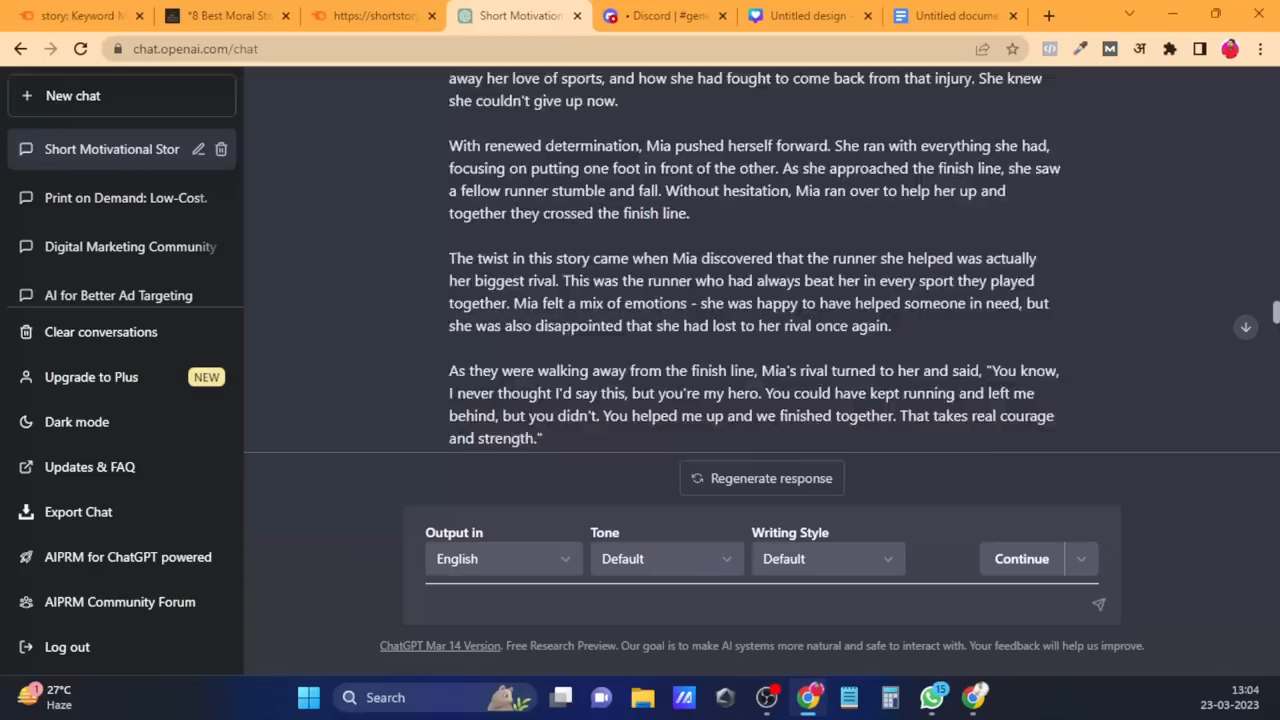 story: Keyword M
*8 Best Moral Sto
https://shortstory
Short Motivation
• Discord | #gene
Untitled design -
Untitled docume
chat.openai.com/chat
New chat
Short Motivational Stor
Print on Demand: Low-Cost.
Digital Marketing Community
AI for Better Ad Targeting
Clear conversations
Upgrade to Plus
NEW
Dark mode
Updates & FAQ
Export Chat
AIPRM for ChatGPT powered
AIPRM Community Forum
Log out
away her love of sports, and how she had fought to come back from that injury. She knew
she couldn't give up now.
With renewed determination, Mia pushed herself forward. She ran with everything she had,
focusing on putting one foot in front of the other. As she approached the finish line, she saw
a fellow runner stumble and fall. Without hesitation, Mia ran over to help her up and
together they crossed the finish line.
The twist in this story came when Mia discovered that the runner she helped was actually
her biggest rival. This was the runner who had always beat her in every sport they played
together. Mia felt a mix of emotions - she was happy to have helped someone in need, but
she was also disappointed that she had lost to her rival once again.
As they were walking away from the finish line, Mia's rival turned to her and said, "You know,
I never thought I'd say this, but you're my hero. You could have kept running and left me
behind, but you didn't. You helped me up and we finished together. That takes real courage
and strength."
Regenerate response
Output in
Tone
Writing Style
English
Default
Default
Continue
ChatGPT Mar 14 Version. Free Research Preview. Our goal is to make AI systems more natural and safe to interact with. Your feedback will help us improve.
1
27°C
Haze
Search
15
13:04
23-03-2023
M
अ